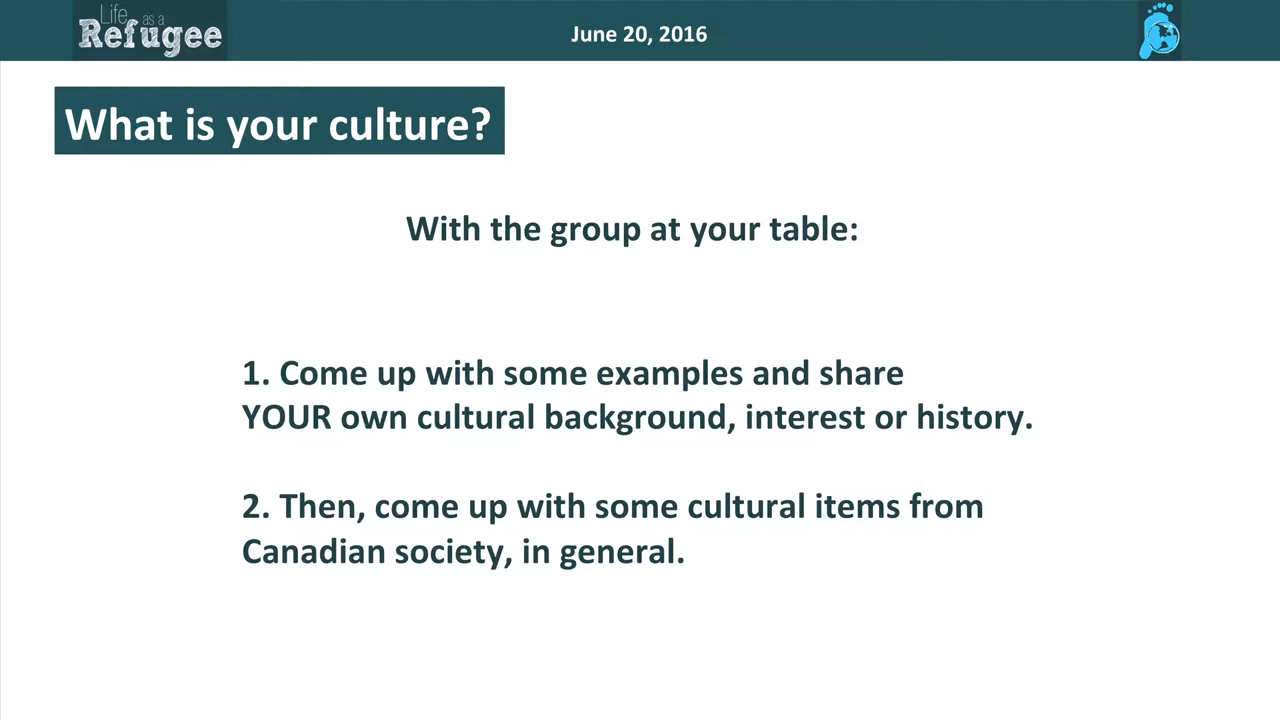 Life as a
Refugee
June 20, 2016
What is your culture?
With the group at your table:
1. Come up with some examples and share
YOUR own cultural background, interest or history.
2. Then, come up with some cultural items from
Canadian society, in general.